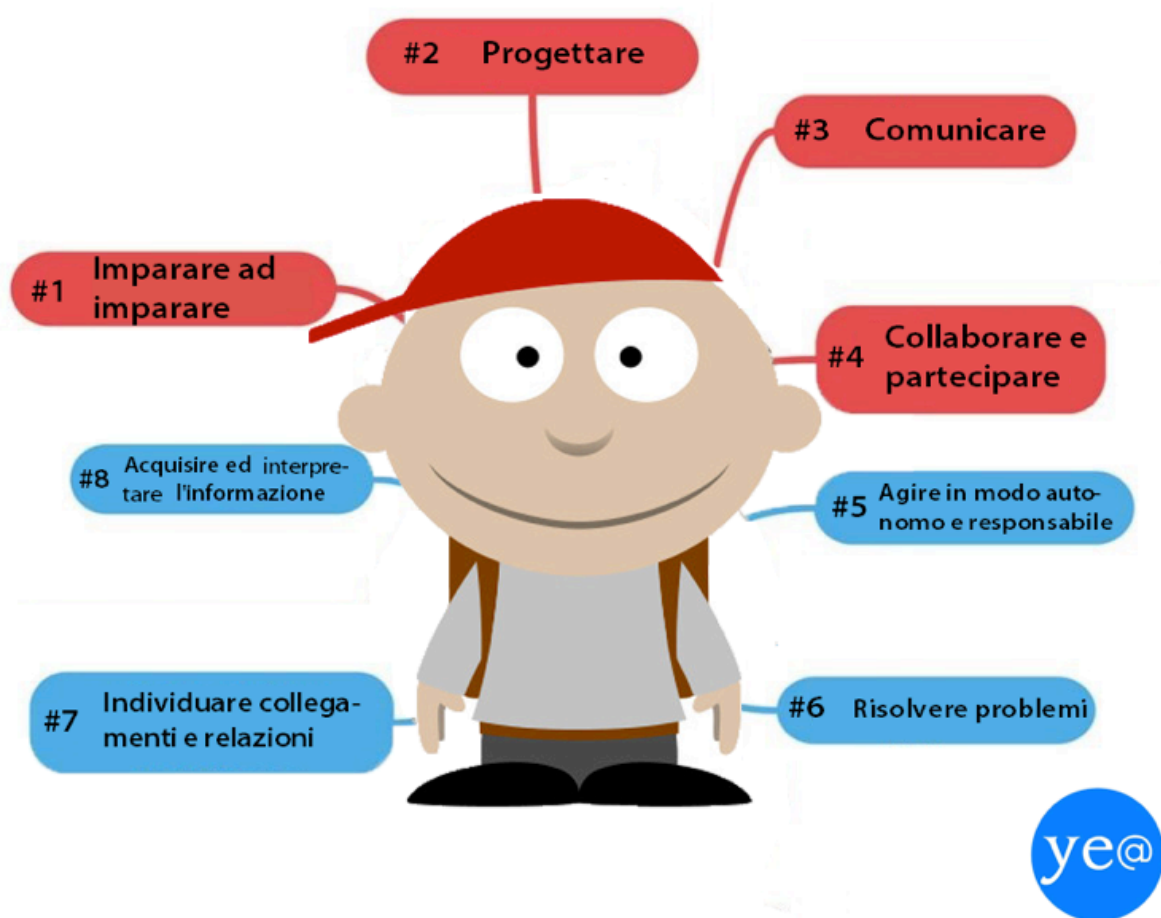 #1 Imparare ad
imparare
#2 Progettare
#3 Comunicare
#4 Collaborare e
partecipare
#5 Agire in modo auto-
nomo e responsabile
#6 Risolvere problemi
#7 Individuare collega-
menti e relazioni
#8 Acquisire ed interpre-
tare l'informazione
ye@